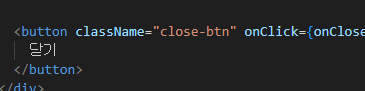 <button className="close-btn" onClick={onClose
닫기
</button>
</div>